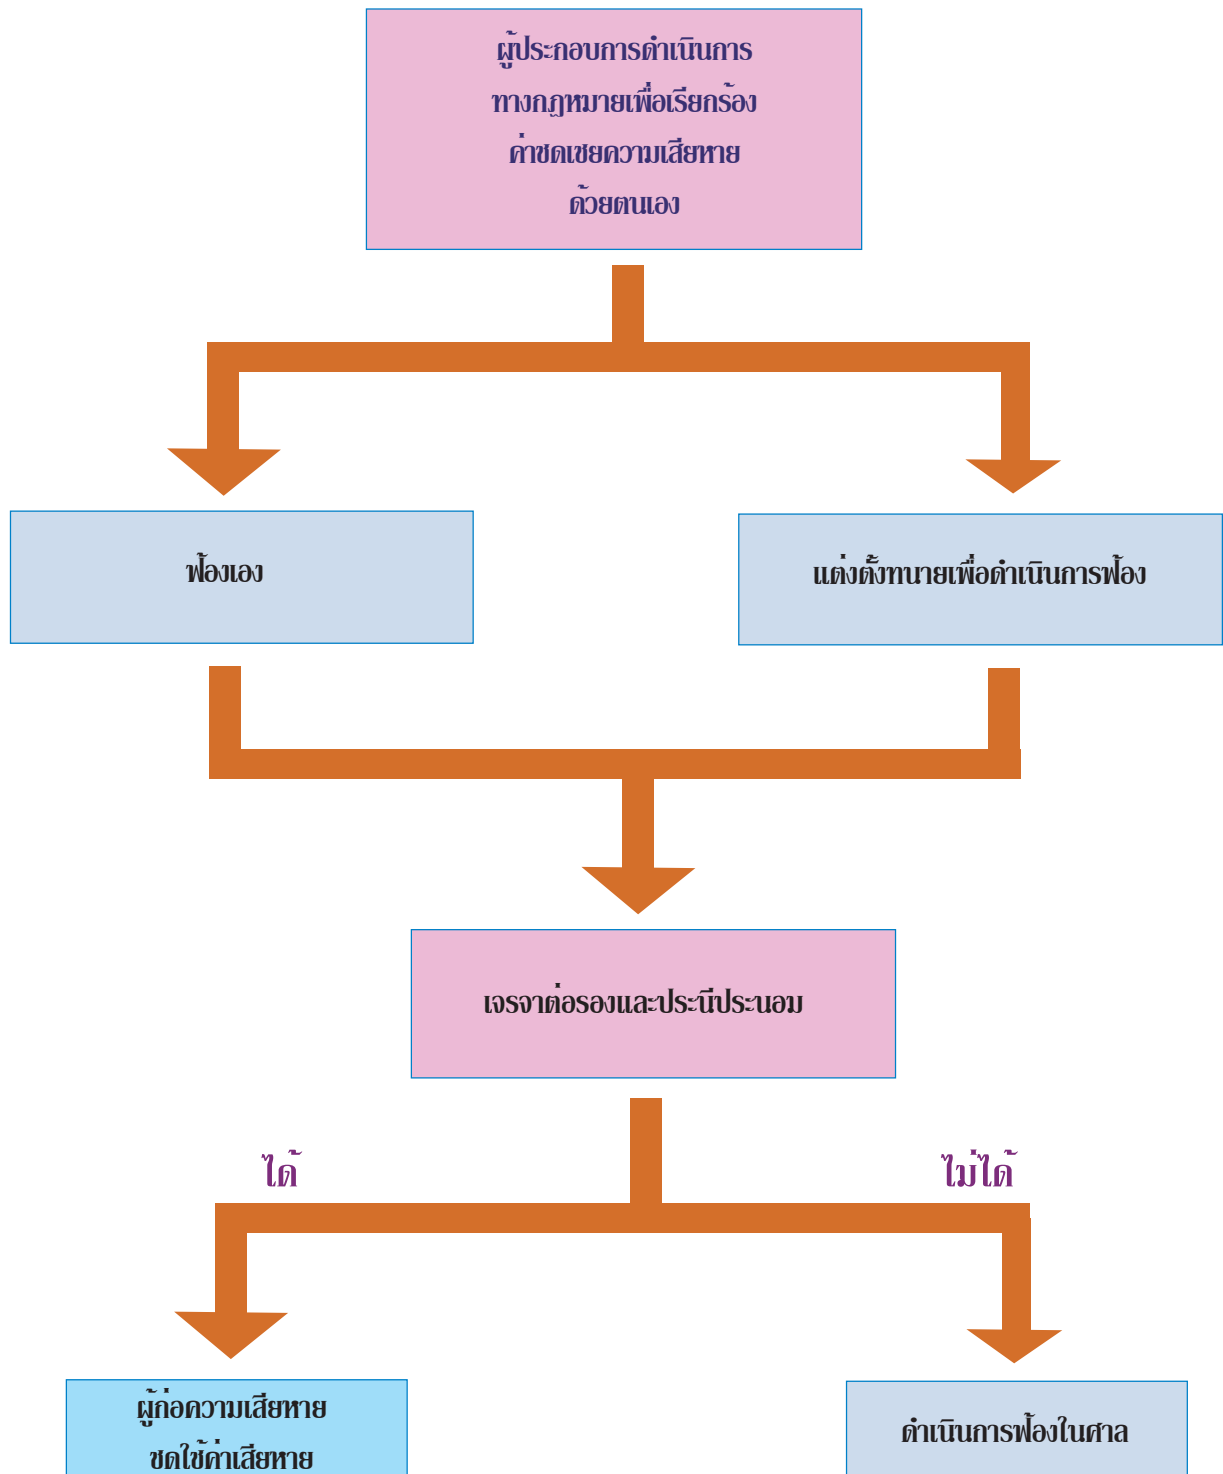 ผู้ประกอบการดำเนินการ
ทางกฎหมายเพื่อเรียกร้อง
ค่าชดเชยความเสียหาย
ด้วยตนเอง
ฟ้องเอง
แต่งตั้งทนายเพื่อดำเนินการฟ้อง
เจรจาต่อรองและประนีประนอม
ได้
ไม่ได้
ผู้ก่อความเสียหาย
ชดใช้ค่าเสียหาย
ดำเนินการฟ้องในศาล